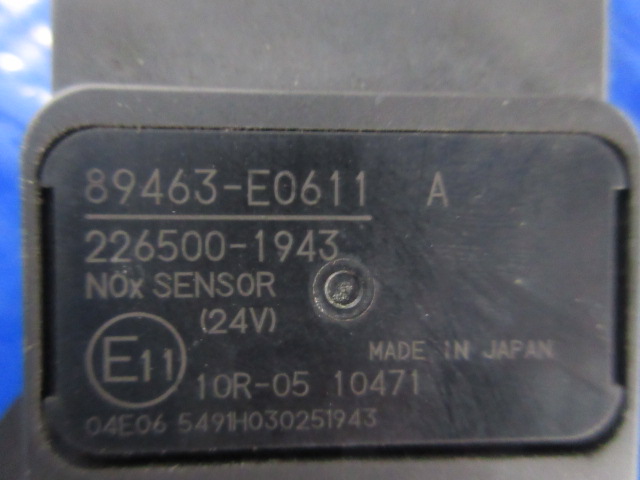 89463-E0611 A
226500-1943
NOx SENSOR
(24V)
MADE IN JAPAN
E11
10R-05 10471
04E06 5491H030251943